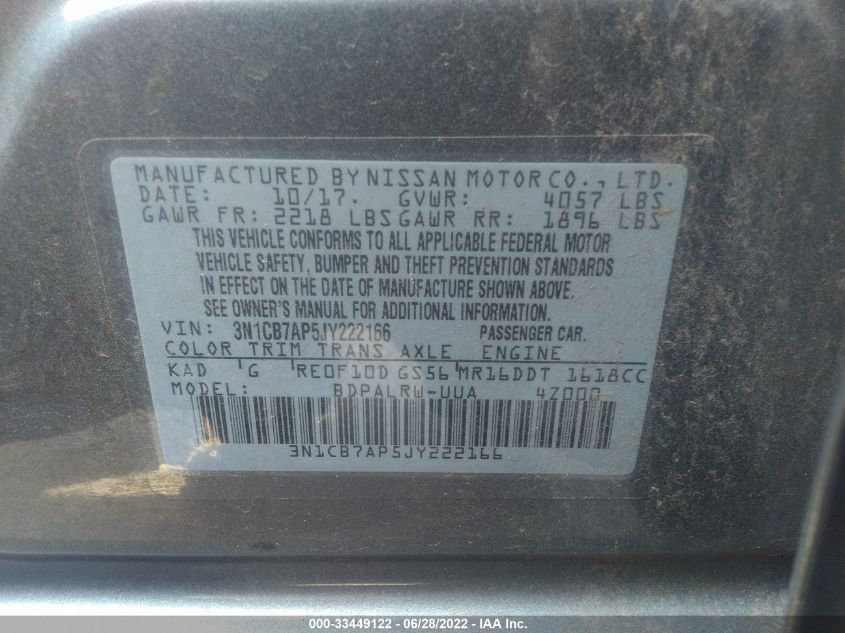 MANUFACTURED BY NISSAN MOTOR CO., LTD.
DATE: 10/17. GVWR: 4057 LBS
GAWR FR: 2218 LBS GAWR RR: 1896 LBS
THIS VEHICLE CONFORMS TO ALL APPLICABLE FEDERAL MOTOR
VEHICLE SAFETY, BUMPER AND THEFT PREVENTION STANDARDS
IN EFFECT ON THE DATE OF MANUFACTURE SHOWN ABOVE.
SEE OWNER'S MANUAL FOR ADDITIONAL INFORMATION.
VIN: 3N1CB7AP5JY222166 PASSENGER CAR.
COLOR TRIM TRANS AXLE ENGINE
KAD G RE0F10D GS56 MR16DDT 1618CC
MODEL: BDPALRW-UUA 4Z000-
3N1CB7AP5JY222166
000-33449122 - 06/28/2022 - IAA Inc.